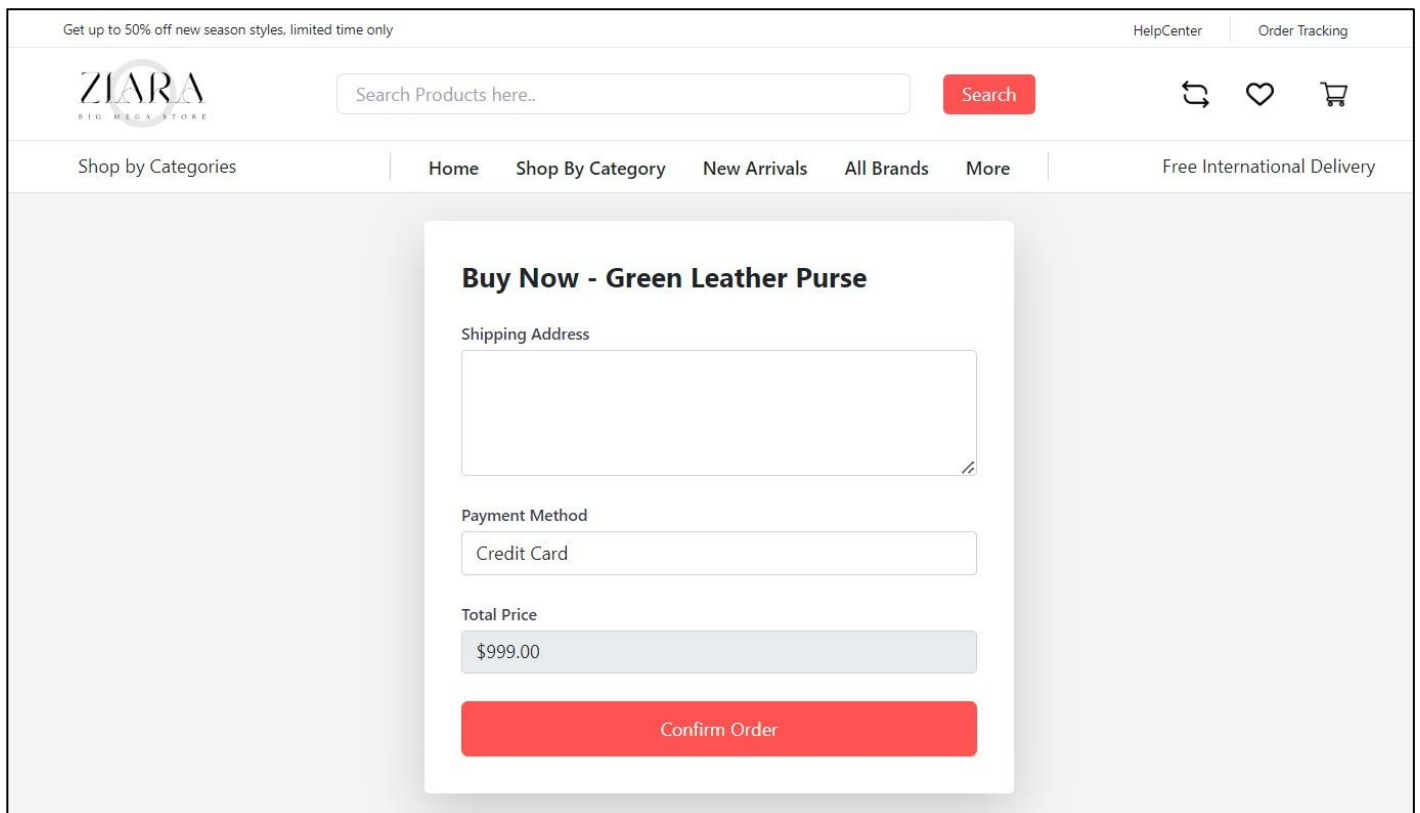 Get up to 50% off new season styles, limited time only
HelpCenter Order Tracking
ZIARA
BIG MEGA STORE
Search Products here..
Search
Shop by Categories
Home Shop By Category New Arrivals All Brands More
Free International Delivery
Buy Now - Green Leather Purse
Shipping Address
Payment Method
Credit Card
Total Price
$999.00
Confirm Order